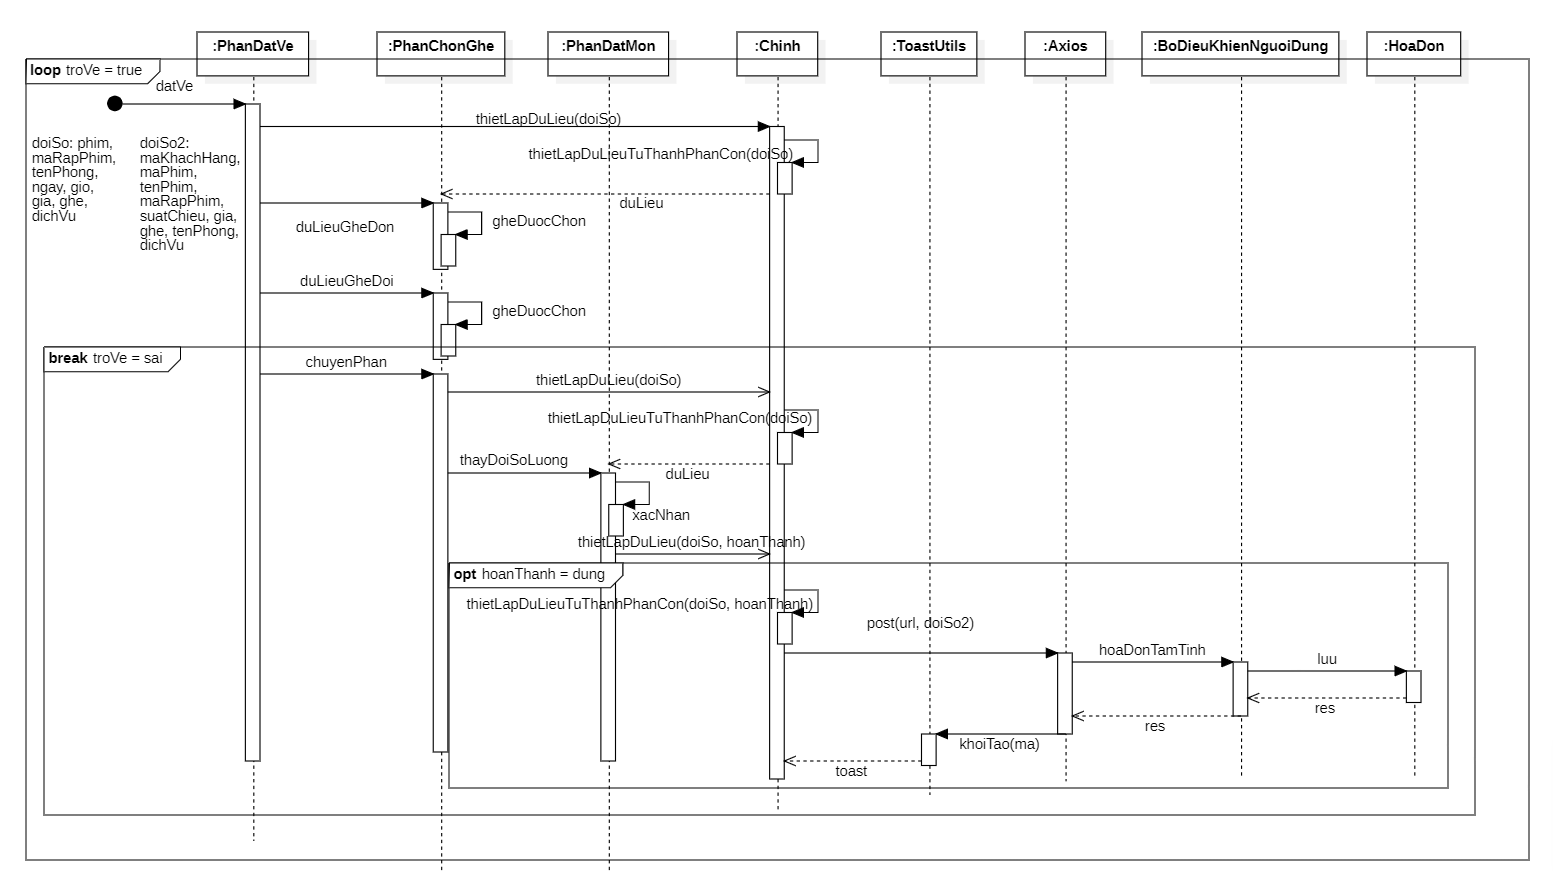 :PhanDatVe
:PhanChonGhe
:PhanDatMon
:Chinh
:ToastUtils
:Axios
:BoDieuKhienNguoiDung
:HoaDon
loop troVe = true
datVe
thietLapDuLieu(doiSo)
doiSo: phim,
maRapPhim,
tenPhong,
ngay, gio,
gia, ghe,
dichVu
doiSo2:
maKhachHang,
maPhim,
tenPhim,
maRapPhim,
suatChieu, gia,
ghe, tenPhong,
dichVu
thietLapDuLieuTuThanhPhanCon(doiSo)
duLieu
duLieuGheDon
gheDuocChon
duLieuGheDoi
gheDuocChon
break troVe = sai
chuyenPhan
thietLapDuLieu(doiSo)
thietLapDuLieuTuThanhPhanCon(doiSo)
thayDoiSoLuong
duLieu
xacNhan
thietLapDuLieu(doiSo, hoanThanh)
opt hoanThanh = dung
thietLapDuLieuTuThanhPhanCon(doiSo, hoanThanh)
post(url, doiSo2)
hoaDonTamTinh
luu
res
res
khoiTao(ma)
toast